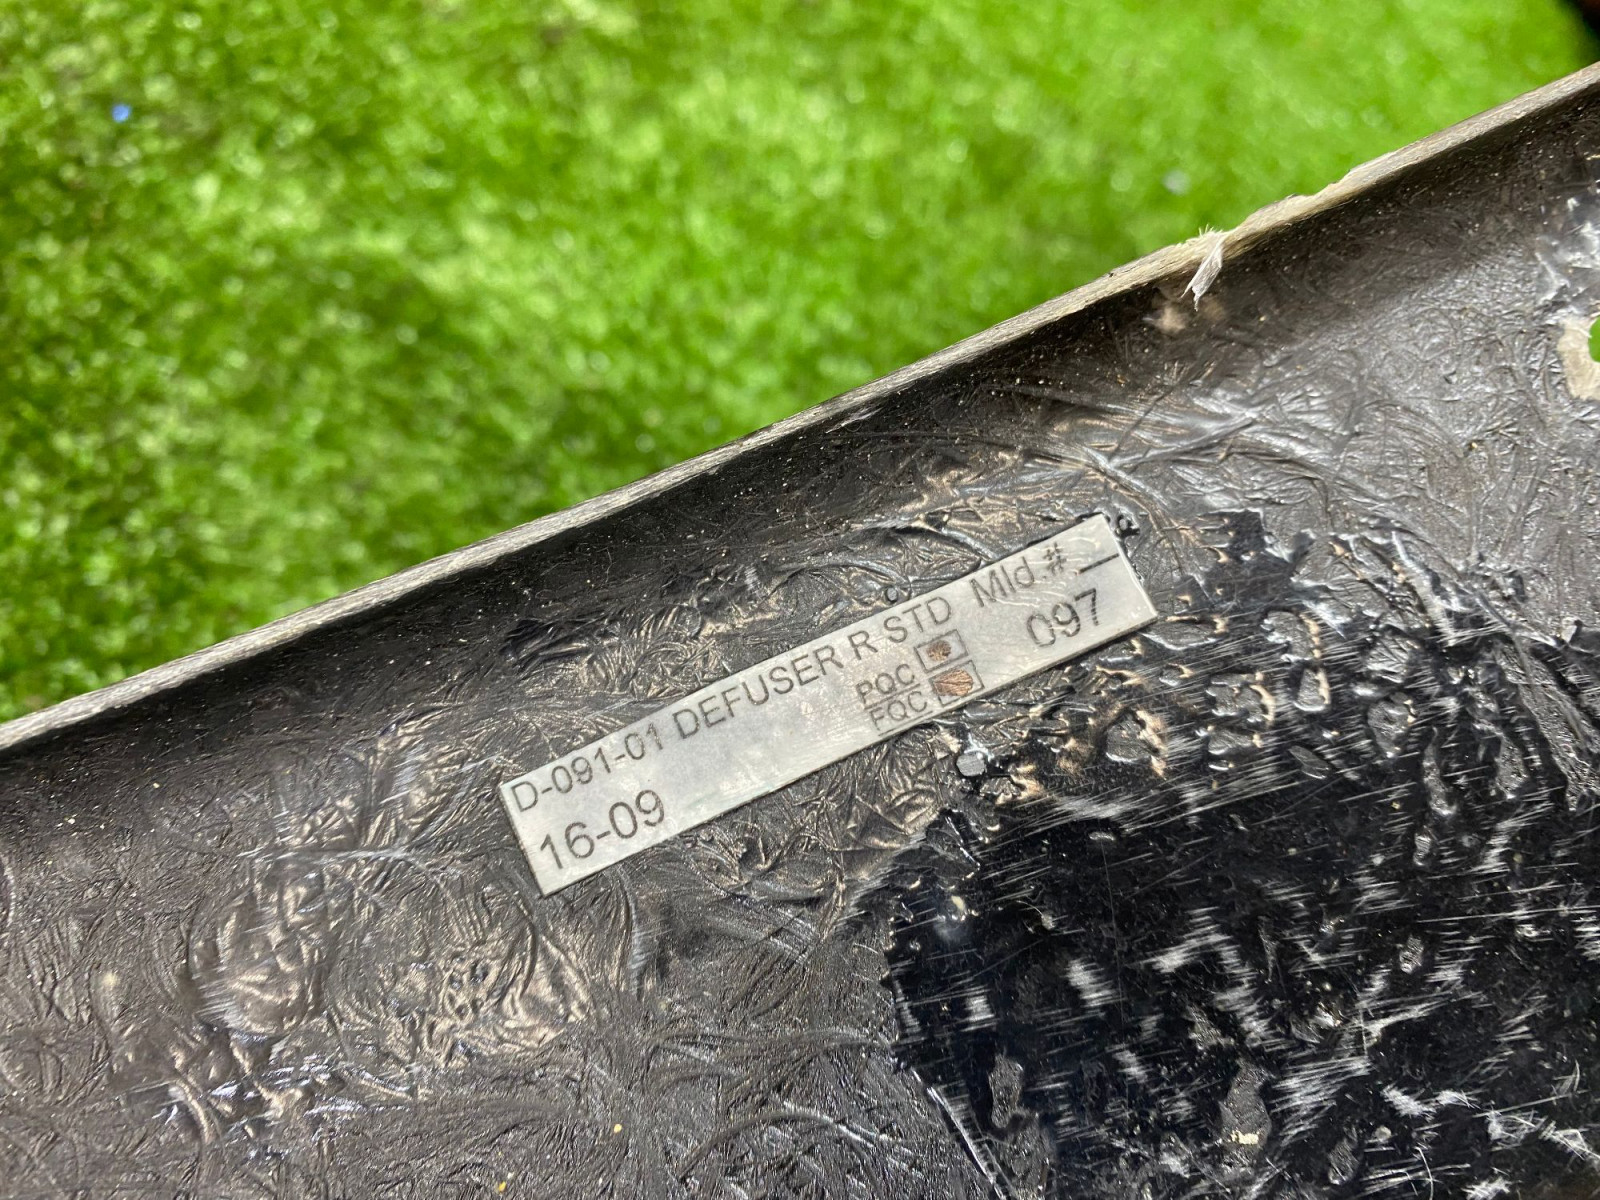 D-091-01 DEFUSER R STD Mld.#_
PQC
16-09 FQC 097